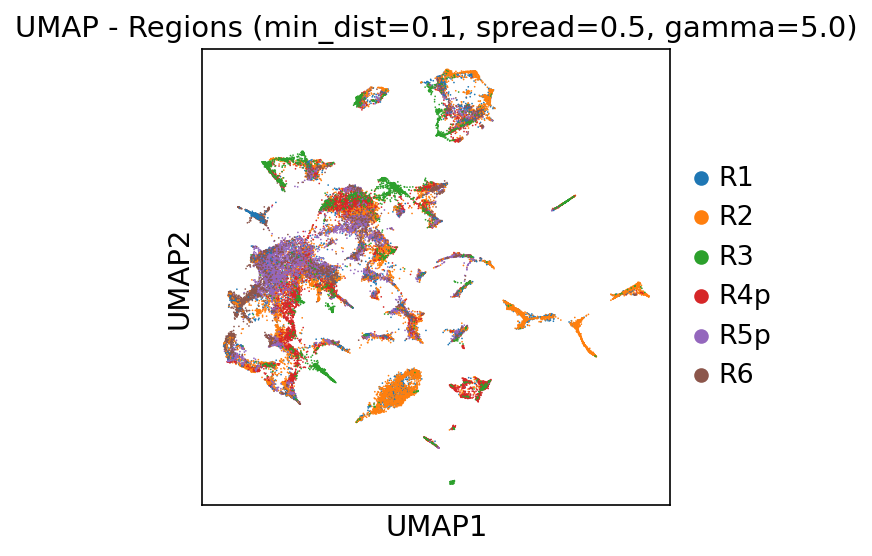 UMAP - Regions (min_dist=0.1, spread=0.5, gamma=5.0)
UMAP2
UMAP1
R1
R2
R3
R4p
R5p
R6